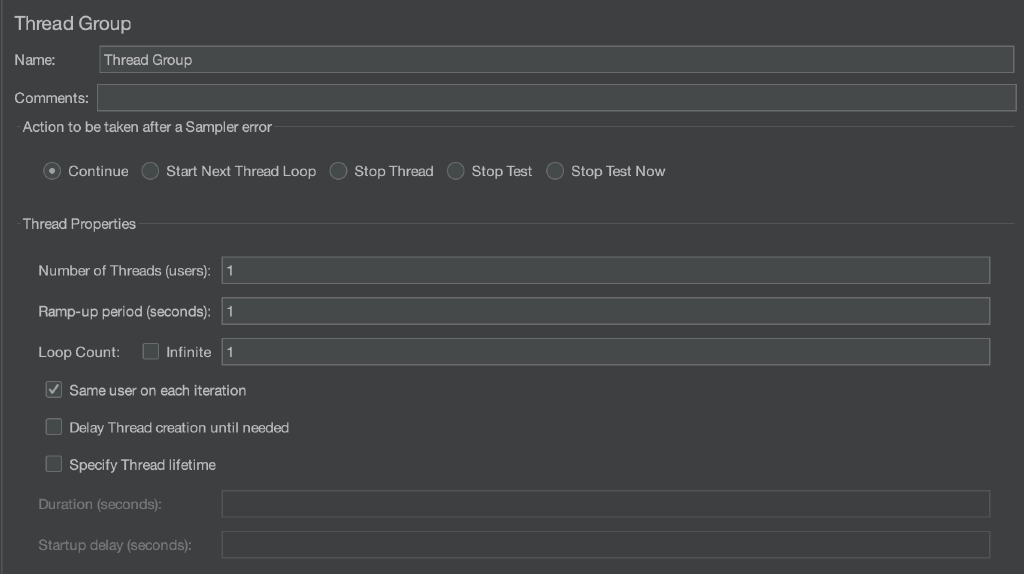 Thread Group
Name: Thread Group
Comments:
Action to be taken after a Sampler error
Continue Start Next Thread Loop Stop Thread Stop Test Stop Test Now
Thread Properties
Number of Threads (users): 1
Ramp-up period (seconds): 1
Loop Count: Infinite 1
Same user on each iteration
Delay Thread creation until needed
Specify Thread lifetime
Duration (seconds):
Startup delay (seconds):